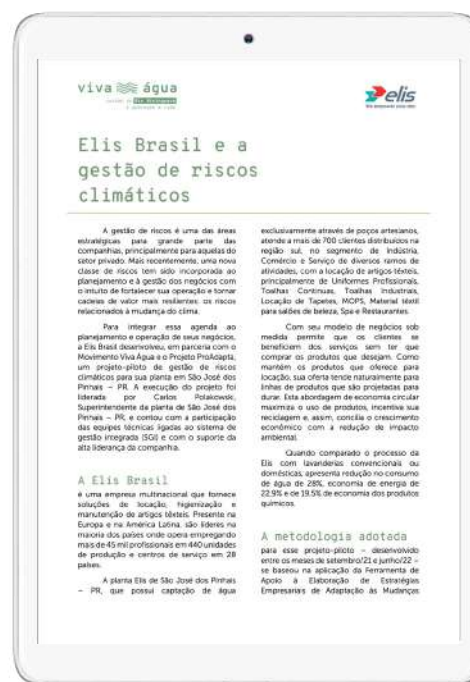 viva água
elis
Elis Brasil e a
gestão de riscos
climáticos
A gestão de riscos é uma das áreas
estratégicas para grande parte das
companhias, principalmente para aquelas do
setor privado. Mais recentemente, uma nova
classe de riscos tem sido incorporada ao
planejamento e à gestão dos negócios com
o intuito de fortalecer sua operação e tornar
cadeias de valor mais resilientes: os riscos
relacionados à mudança do clima.
Para integrar essa agenda ao
planejamento e operação de seus negócios,
a Elis Brasil desenvolveu, em parceria com o
Movimento Viva Água e o Projeto ProAdapta,
um projeto-piloto de gestão de riscos
climáticos para sua planta em São José dos
Pinhais – PR. A execução do projeto foi
liderada por Carlos Polakowski,
Superintendente da planta de São José dos
Pinhais – PR, e contou com a participação
das equipes técnicas ligadas ao sistema de
gestão integrada (SGI) e com o suporte da
alta liderança da companhia.
A Elis Brasil
é uma empresa multinacional que fornece
soluções de locação, higienização e
manutenção de artigos têxteis. Presente na
Europa e na América Latina, são líderes na
maioria dos países onde opera empregando
mais de 45 mil profissionais em 440 unidades
de produção e centros de serviço em 28
países.
A planta Elis de São José dos Pinhais
– PR, que possui captação de água
exclusivamente através de poços artesianos,
atende a mais de 700 clientes distribuídos na
região sul, no segmento de Indústria,
Comércio e Serviço de diversos ramos de
atividades, com a locação de artigos têxteis,
principalmente de Uniformes Profissionais,
Toalhas Contínuas, Toalhas Industriais,
Locação de Tapetes, MOPS, Material têxtil
para salões de beleza, Spa e Restaurantes.
Com seu modelo de negócios sob
medida permite que os clientes se
beneficiem dos serviços sem ter que
comprar os produtos que desejam. Como
mantém os produtos que oferece para
locação, sua oferta tende naturalmente para
linhas de produtos que são projetadas para
durar. Esta abordagem de economia circular
maximiza o uso de produtos, incentiva sua
reciclagem e, assim, concilia o crescimento
econômico com a redução de impacto
ambiental.
Quando comparado o processo da
Elis com lavanderias convencionais ou
domésticas, apresenta redução no consumo
de água de 28%, economia de energia de
22,9% e de 19,5% de economia dos produtos
químicos.
A metodologia adotada
para esse projeto-piloto – desenvolvido
entre os meses de setembro/21 e junho/22 –
se baseou na aplicação da Ferramenta de
Apoio à Elaboração de Estratégias
Empresariais de Adaptação às Mudanças